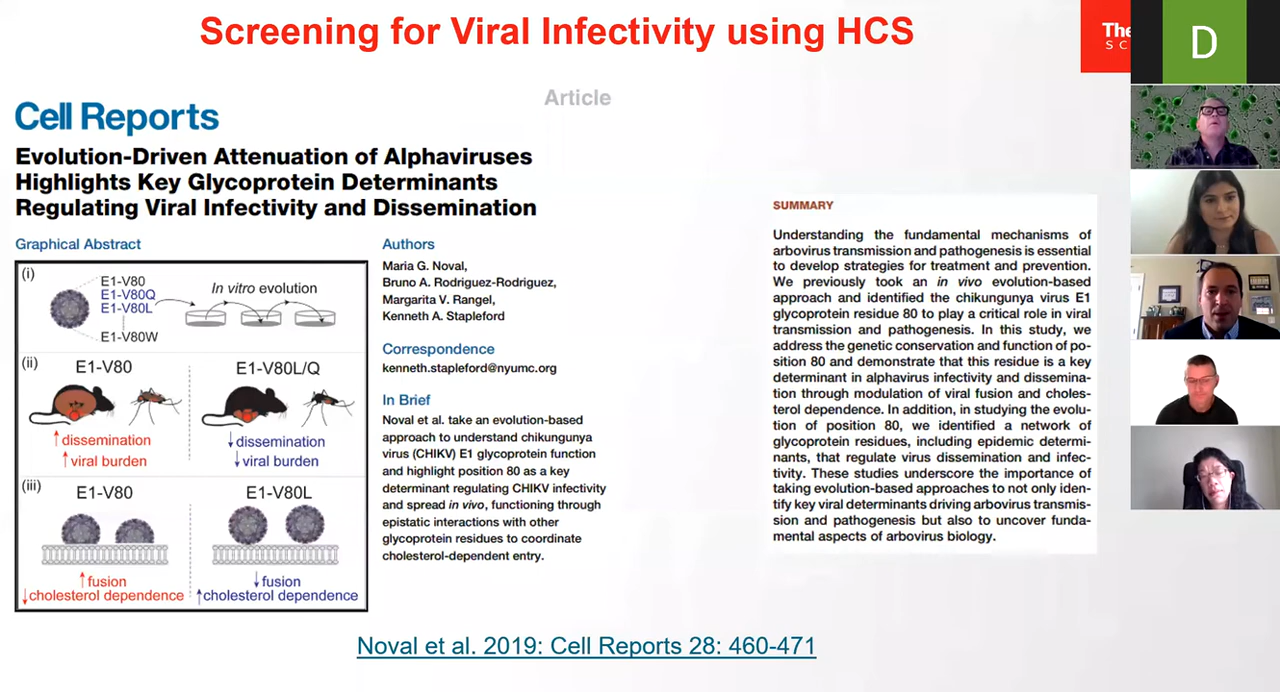 Screening for Viral Infectivity using HCS
The
SC
D
Article
Cell Reports
Evolution-Driven Attenuation of Alphaviruses
Highlights Key Glycoprotein Determinants
Regulating Viral Infectivity and Dissemination
Graphical Abstract
(i)
E1-V80
E1-V80Q
E1-V80L
E1-V80W
In vitro evolution
(ii)
E1-V80
E1-V80L/Q
↑dissemination
↑viral burden
↓dissemination
↓viral burden
(iii)
E1-V80
E1-V80L
↑fusion
↓cholesterol dependence
↓fusion
↑cholesterol dependence
Authors
Maria G. Noval,
Bruno A. Rodriguez-Rodriguez,
Margarita V. Rangel,
Kenneth A. Stapleford
Correspondence
kenneth.stapleford@nyumc.org
In Brief
Noval et al. take an evolution-based
approach to understand chikungunya
virus (CHIKV) E1 glycoprotein function
and highlight position 80 as a key
determinant regulating CHIKV infectivity
and spread in vivo, functioning through
epistatic interactions with other
glycoprotein residues to coordinate
cholesterol-dependent entry.
SUMMARY
Understanding the fundamental mechanisms of
arbovirus transmission and pathogenesis is essential
to develop strategies for treatment and prevention.
We previously took an in vivo evolution-based
approach and identified the chikungunya virus E1
glycoprotein residue 80 to play a critical role in viral
transmission and pathogenesis. In this study, we
address the genetic conservation and function of po-
sition 80 and demonstrate that this residue is a key
determinant in alphavirus infectivity and dissemina-
tion through modulation of viral fusion and choles-
terol dependence. In addition, in studying the evolu-
tion of position 80, we identified a network of
glycoprotein residues, including epidemic determi-
nants, that regulate virus dissemination and infec-
tivity. These studies underscore the importance of
taking evolution-based approaches to not only iden-
tify key viral determinants driving arbovirus transmis-
sion and pathogenesis but also to uncover funda-
mental aspects of arbovirus biology.
Noval et al. 2019: Cell Reports 28: 460-471